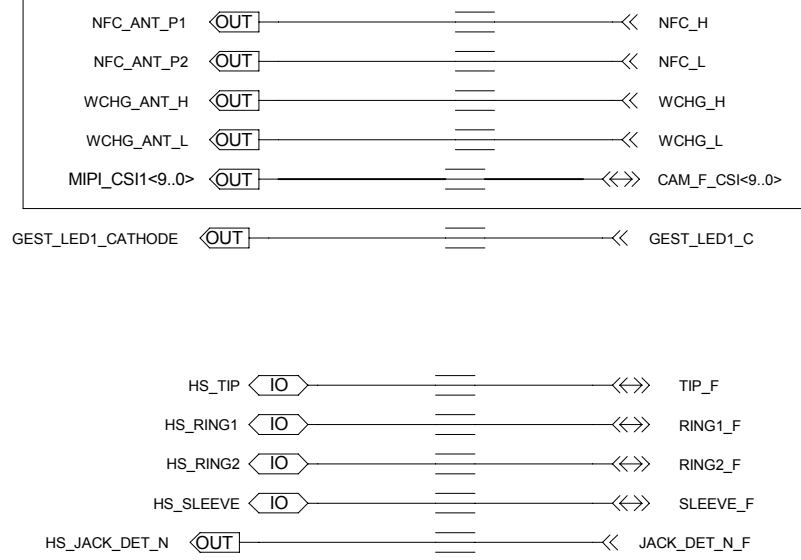 NFC_ANT_P1 OUT NFC_H
NFC_ANT_P2 OUT NFC_L
WCHG_ANT_H OUT WCHG_H
WCHG_ANT_L OUT WCHG_L
MIPI_CSI1<9..0> OUT CAM_F_CSI<9..0>
GEST_LED1_CATHODE OUT GEST_LED1_C
HS_TIP IO TIP_F
HS_RING1 IO RING1_F
HS_RING2 IO RING2_F
HS_SLEEVE IO SLEEVE_F
HS_JACK_DET_N OUT JACK_DET_N_F